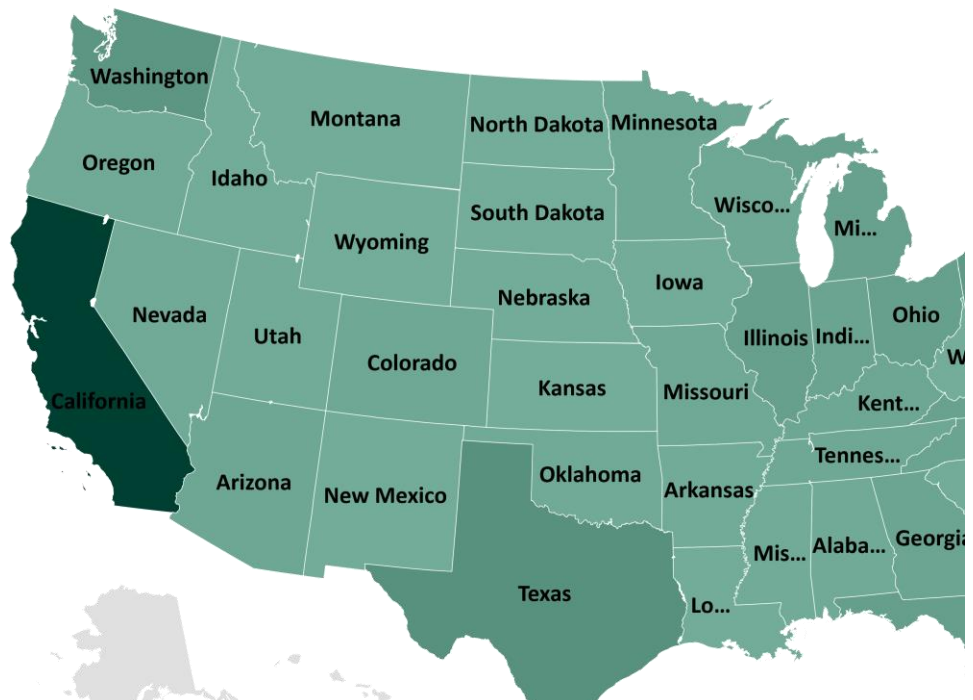 Washington
Montana
North Dakota
Minnesota
Oregon
Idaho
Wisco...
South Dakota
Mi...
Wyoming
Iowa
Nebraska
Nevada
Ohio
Utah
Illinois
Indi...
W
Colorado
Kansas
Missouri
California
Kent...
Tennes...
Oklahoma
Arizona
Arkansas
New Mexico
Georgia
Mis...
Alaba...
Texas
Lo...